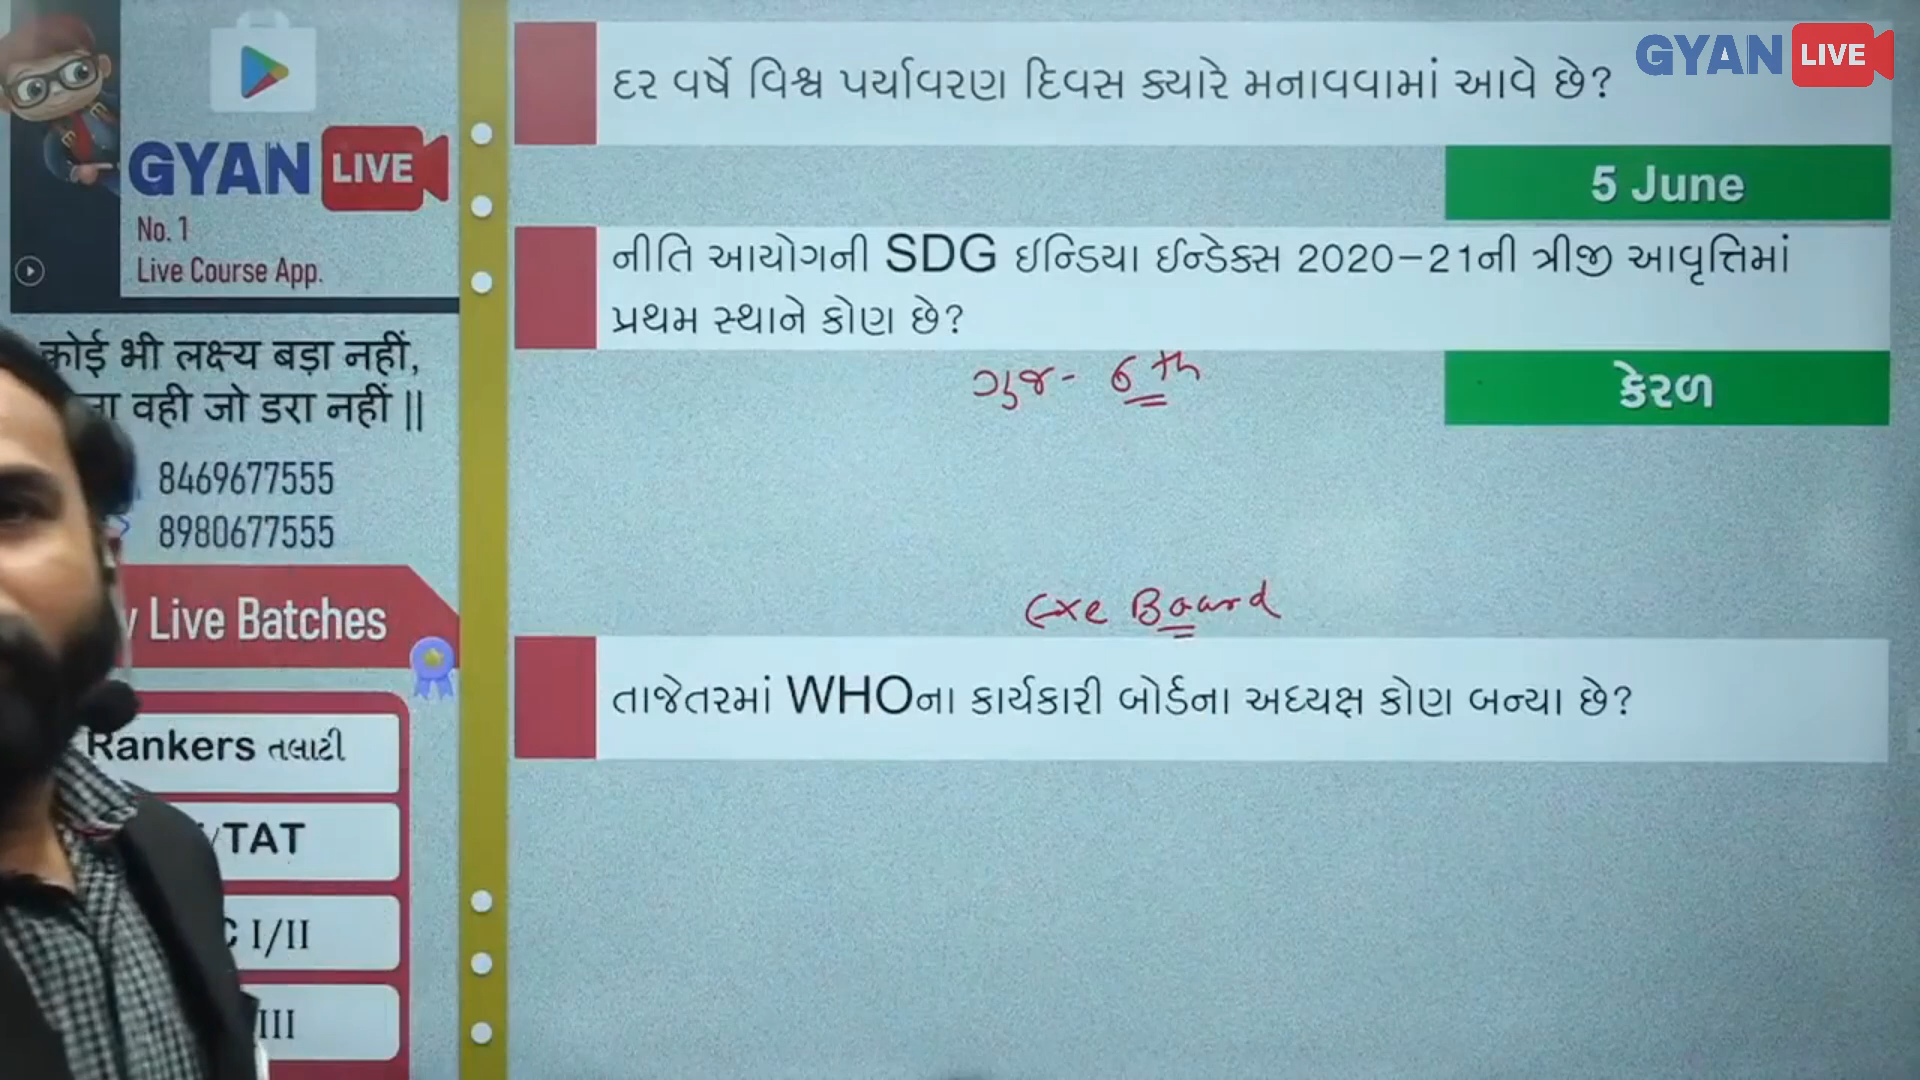 GYAN LIVE
No. 1
Live Course App.
कोई भी लक्ष्य बड़ा नहीं,
वही जो डरा नहीं ||
8469677555
8980677555
Live Batches
Rankers તલાટી
/TAT
I/II
III
GYAN LIVE
દર વર્ષે વિશ્વ પર્યાવરણ દિવસ ક્યારે મનાવવામાં આવે છે?
5 June
નીતિ આયોગની SDG ઈન્ડિયા ઈન્ડેક્સ 2020-21ની ત્રીજી આવૃત્તિમાં
પ્રથમ સ્થાને કોણ છે?
ગુજ- 6th
કેરળ
Exe Board
તાજેતરમાં WHOના કાર્યકારી બોર્ડના અધ્યક્ષ કોણ બન્યા છે?